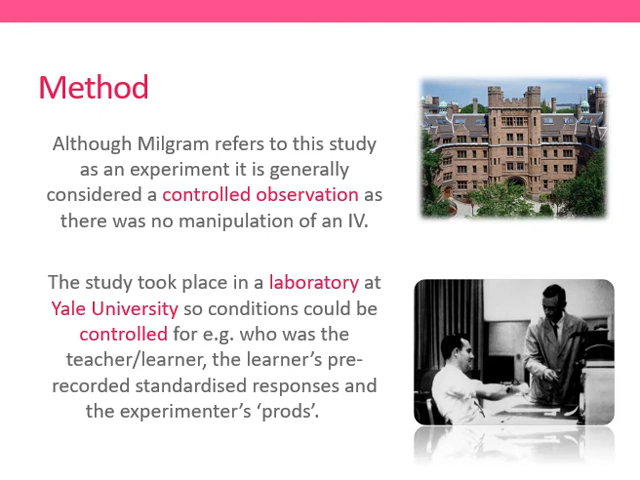 Method
Although Milgram refers to this study
as an experiment it is generally
considered a controlled observation as
there was no manipulation of an IV.
The study took place in a laboratory at
Yale University so conditions could be
controlled for e.g. who was the
teacher/learner, the learner’s pre-
recorded standardised responses and
the experimenter’s ‘prods’.